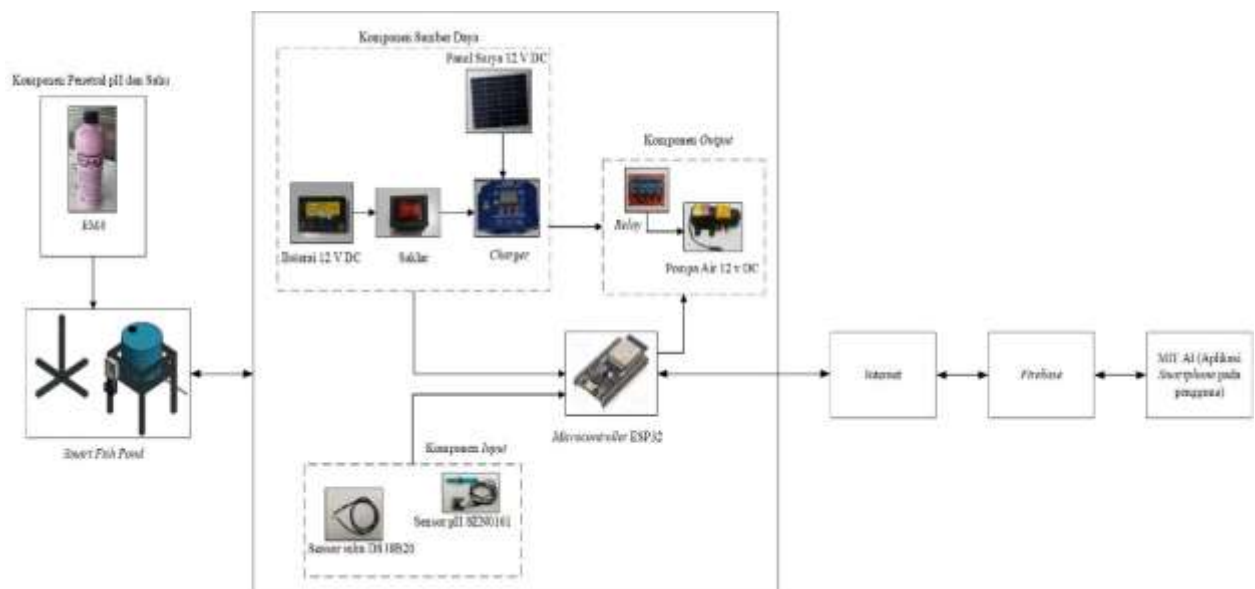 Komponen Sumber Daya
Panel Surya 12 V DC
Komponen Penetral pH dan Suhu
EM4
Komponen Output
Relay
Pompa Air 12 v DC
Baterai 12 V DC
Saklar
Charger
Smart Fish Pond
Microcontroller ESP32
Komponen Input
Sensor pH SEN0161
Sensor suhu DS18B20
Internet
Firebase
MIT AI (Aplikasi
Smartphone pada
pengguna)